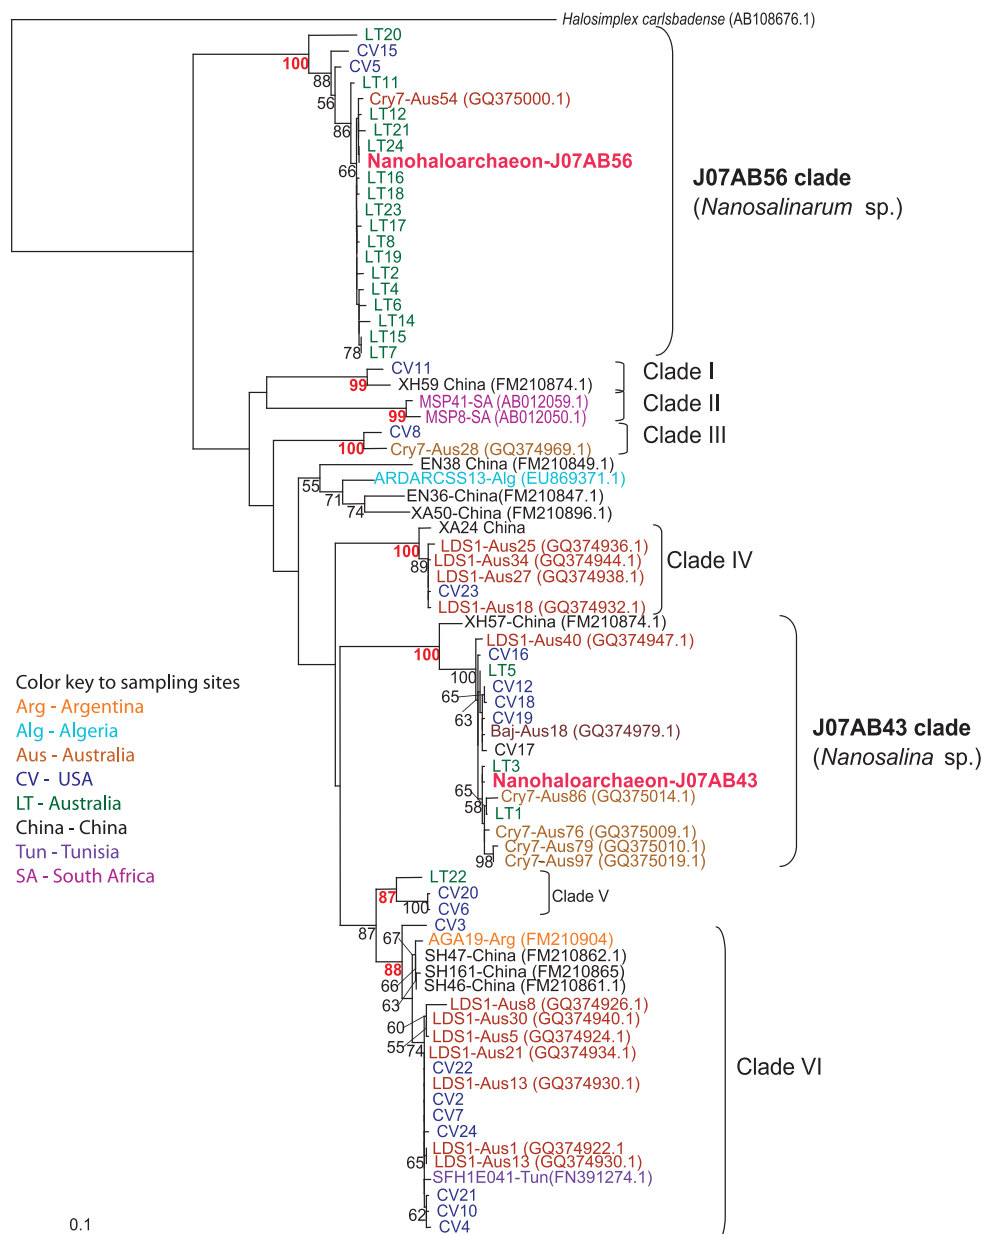 Halosimplex carlsbadense (AB108676.1)
LT20
CV15
100
CV5
88
LT11
56
Cry7-Aus54 (GQ375000.1)
LT12
86
LT21
LT24
Nanohaloarchaeon-J07AB56
66
LT16
J07AB56 clade
LT18
(Nanosalinarum sp.)
LT23
LT17
LT8
LT19
LT2
LT4
LT6
LT14
LT15
78
LT7
CV11
Clade I
99
XH59 China (FM210874.1)
MSP41-SA (AB012059.1)
Clade II
99
MSP8-SA (AB012050.1)
CV8
Clade III
100
Cry7-Aus28 (GQ374969.1)
EN38 China (FM210849.1)
55
ARDARCSS13-Alg (EU869371.1)
71
EN36-China(FM210847.1)
74
XA50-China (FM210896.1)
XA24 China
100
LDS1-Aus25 (GQ374936.1)
89
LDS1-Aus34 (GQ374944.1)
Clade IV
LDS1-Aus27 (GQ374938.1)
CV23
LDS1-Aus18 (GQ374932.1)
XH57-China (FM210874.1)
LDS1-Aus40 (GQ374947.1)
100
CV16
100
LT5
65
CV12
CV18
63
CV19
J07AB43 clade
Baj-Aus18 (GQ374979.1)
(Nanosalina sp.)
CV17
LT3
Nanohaloarchaeon-J07AB43
65
Cry7-Aus86 (GQ375014.1)
58
LT1
Cry7-Aus76 (GQ375009.1)
Cry7-Aus79 (GQ375010.1)
98
Cry7-Aus97 (GQ375019.1)
Color key to sampling sites
Arg - Argentina
Alg - Algeria
Aus - Australia
CV - USA
LT - Australia
China - China
Tun - Tunisia
SA - South Africa
LT22
87
CV20
Clade V
100
CV6
87
CV3
67
AGA19-Arg (FM210904)
SH47-China (FM210862.1)
88
SH161-China (FM210865)
66
SH46-China (FM210861.1)
63
LDS1-Aus8 (GQ374926.1)
60
LDS1-Aus30 (GQ374940.1)
55
LDS1-Aus5 (GQ374924.1)
74
LDS1-Aus21 (GQ374934.1)
CV22
Clade VI
LDS1-Aus13 (GQ374930.1)
CV2
CV7
CV24
LDS1-Aus1 (GQ374922.1
65
LDS1-Aus13 (GQ374930.1)
SFH1E041-Tun(FN391274.1)
CV21
62
CV10
CV4
0.1